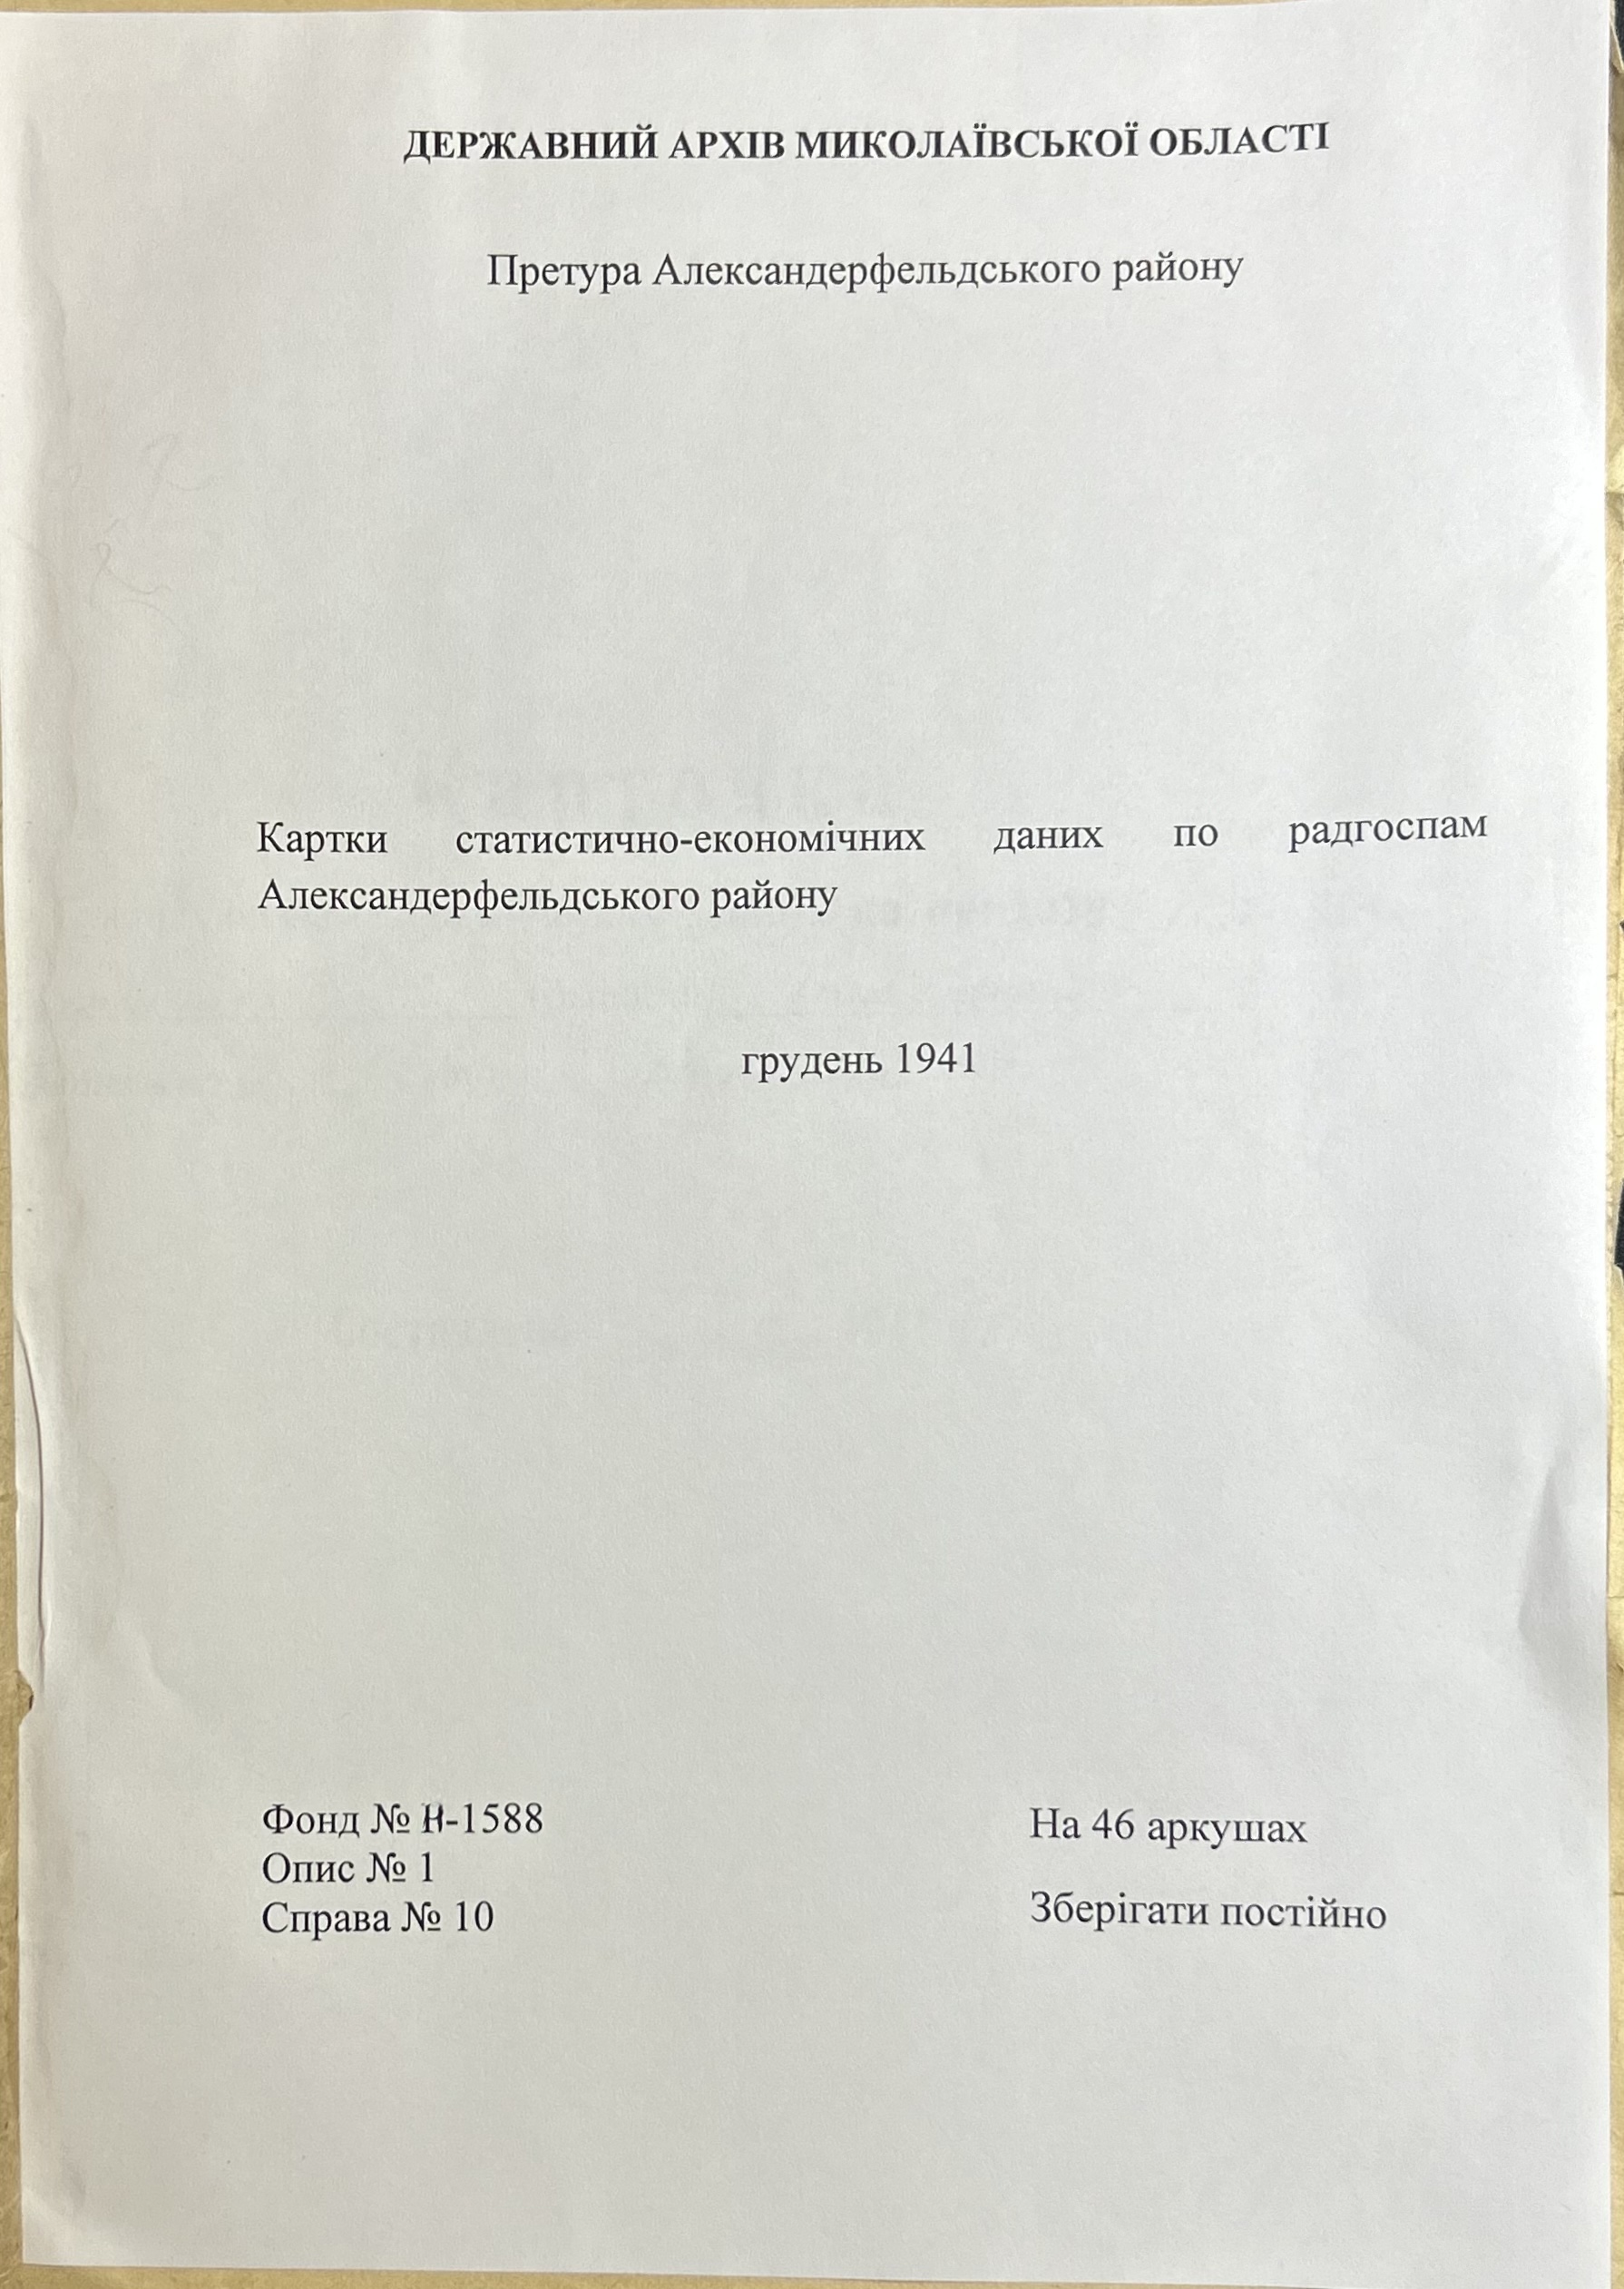 ДЕРЖАВНИЙ АРХІВ МИКОЛАЇВСЬКОЇ ОБЛАСТІ
Претура Александерфельдського району
Картки статистично-економічних даних по радгоспам
Александерфельдського району
грудень 1941
Фонд № Н-1588
На 46 аркушах
Опис № 1
Справа № 10
Зберігати постійно